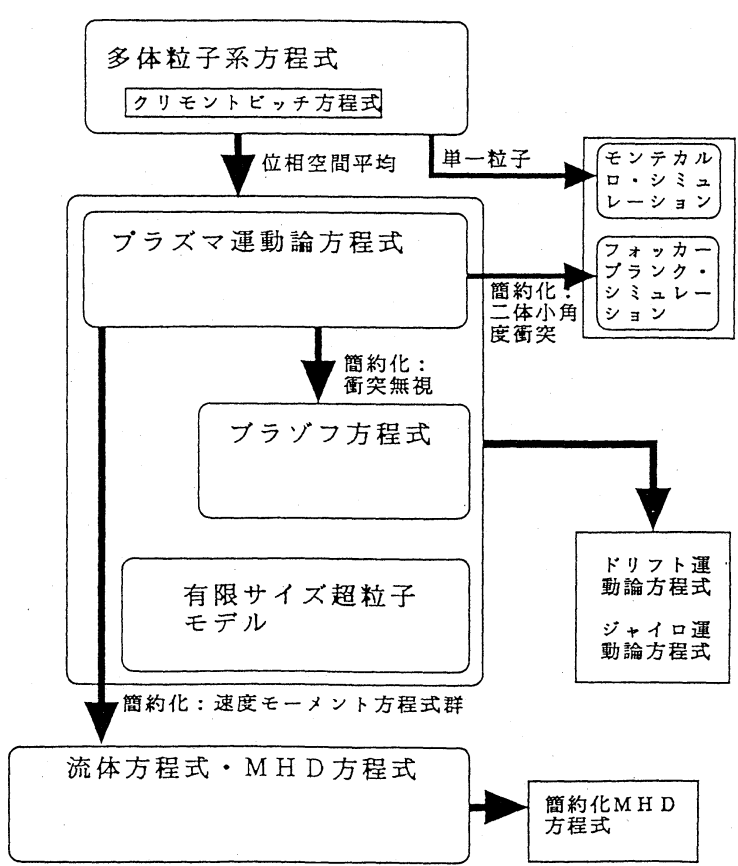 多体粒子系方程式
クリモントビッチ方程式
位相空間平均
単一粒子
モンテカル
ロ・シミュ
レーション
プラズマ運動論方程式
フォッカー
プランク・
シミュレー
ション
簡約化：
二体小角
度衝突
簡約化：
衝突無視
ブラゾフ方程式
ドリフト運
動論方程式
ジャイロ運
動論方程式
有限サイズ超粒子
モデル
簡約化：速度モーメント方程式群
流体方程式・ＭＨＤ方程式
簡約化ＭＨＤ
方程式